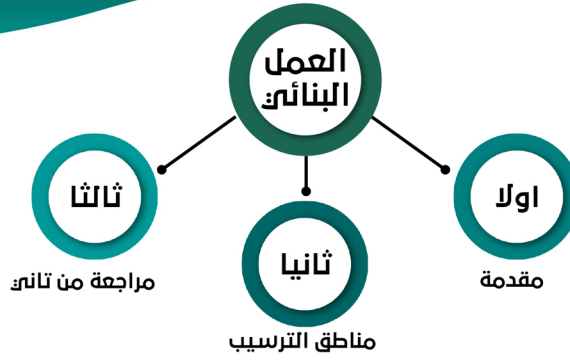 العمل
البنائي
اولا
مقدمة
ثانيا
مناطق الترسيب
ثالثا
مراجعة من تاني